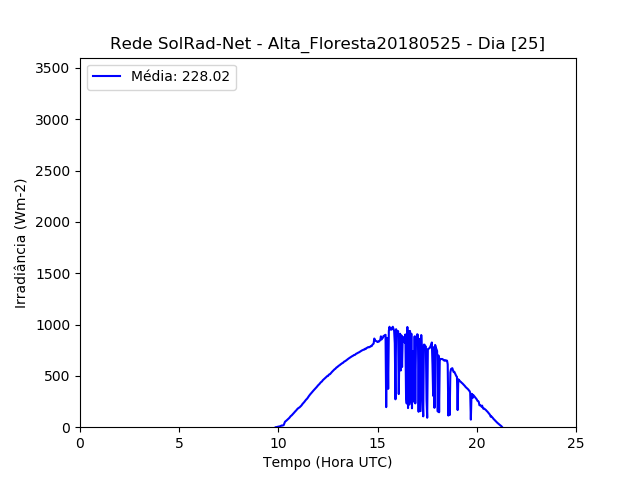 Rede SolRad-Net - Alta_Floresta20180525 - Dia [25]
Média: 228.02
3500
3000
2500
2000
1500
1000
500
0
Irradiância (Wm-2)
0 5 10 15 20 25
Tempo (Hora UTC)